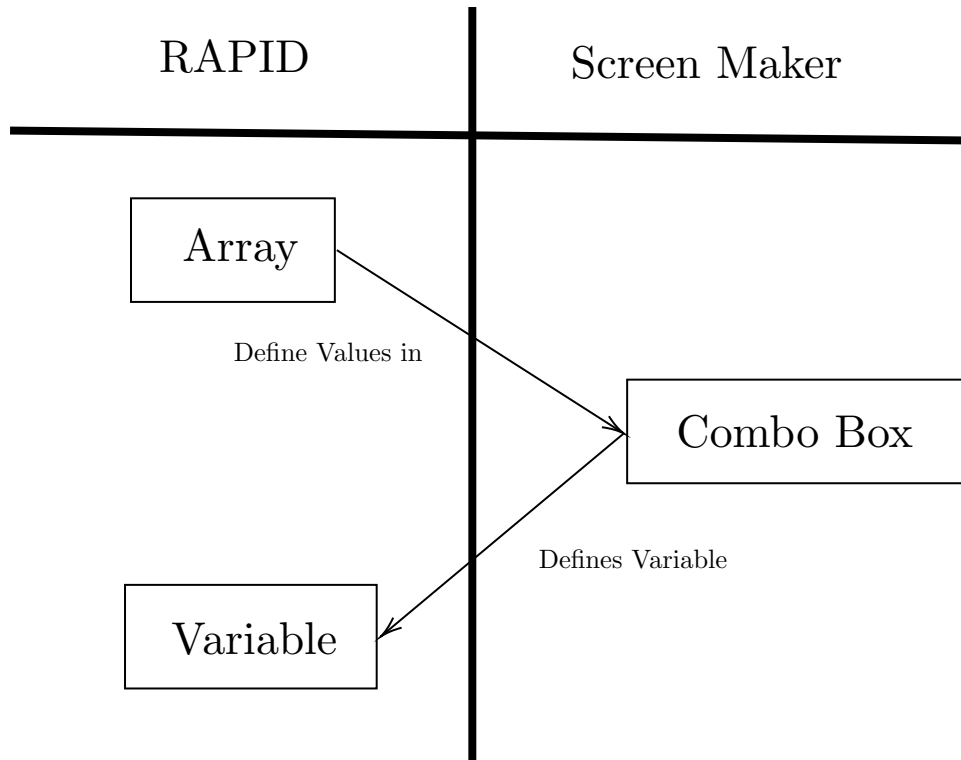 RAPID
Screen Maker
Array
Define Values in
Combo Box
Defines Variable
Variable